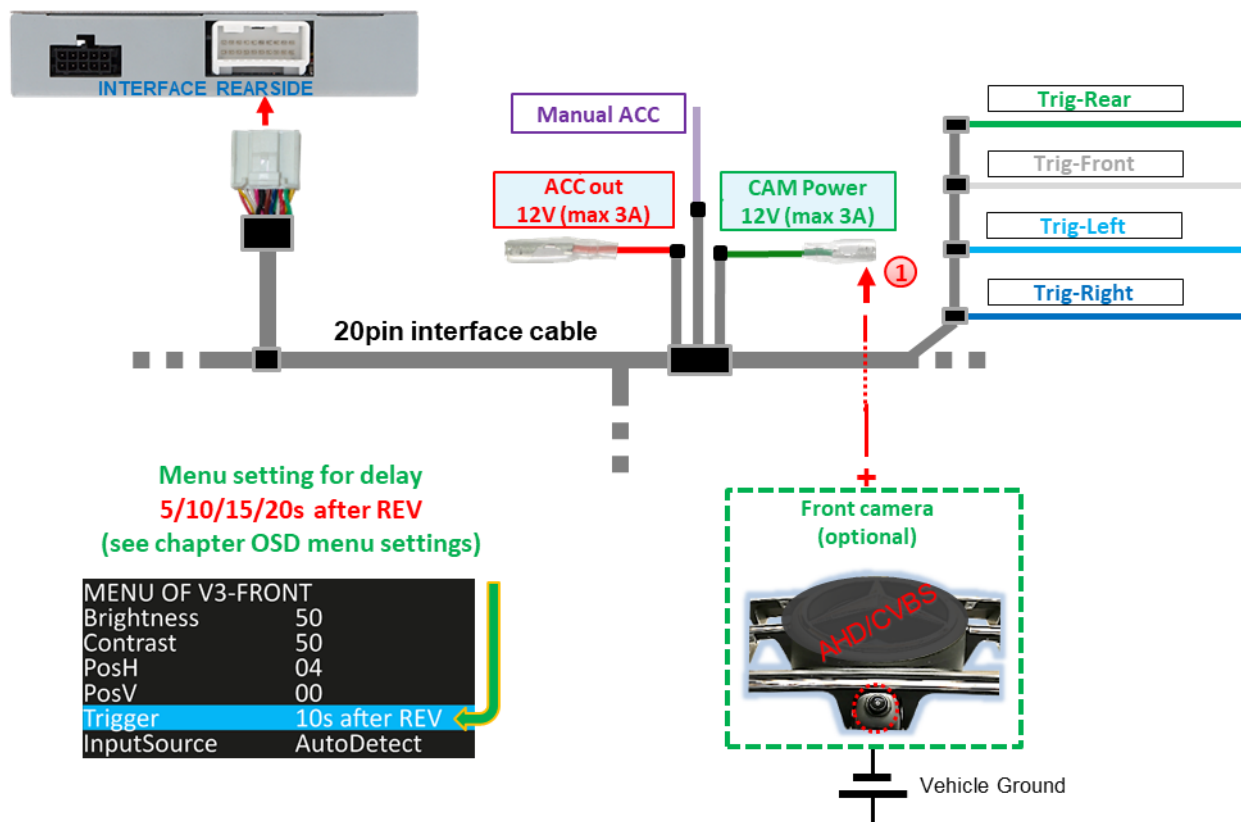 INTERFACE REARSIDE
Manual ACC
ACC out
12V (max 3A)
CAM Power
12V (max 3A)
1
Trig-Rear
Trig-Front
Trig-Left
Trig-Right
20pin interface cable
Menu setting for delay
5/10/15/20s after REV
(see chapter OSD menu settings)
MENU OF V3-FRONT
Brightness 50
Contrast 50
PosH 04
PosV 00
Trigger 10s after REV
InputSource AutoDetect
+
Front camera
(optional)
AHD/CVBS
Vehicle Ground